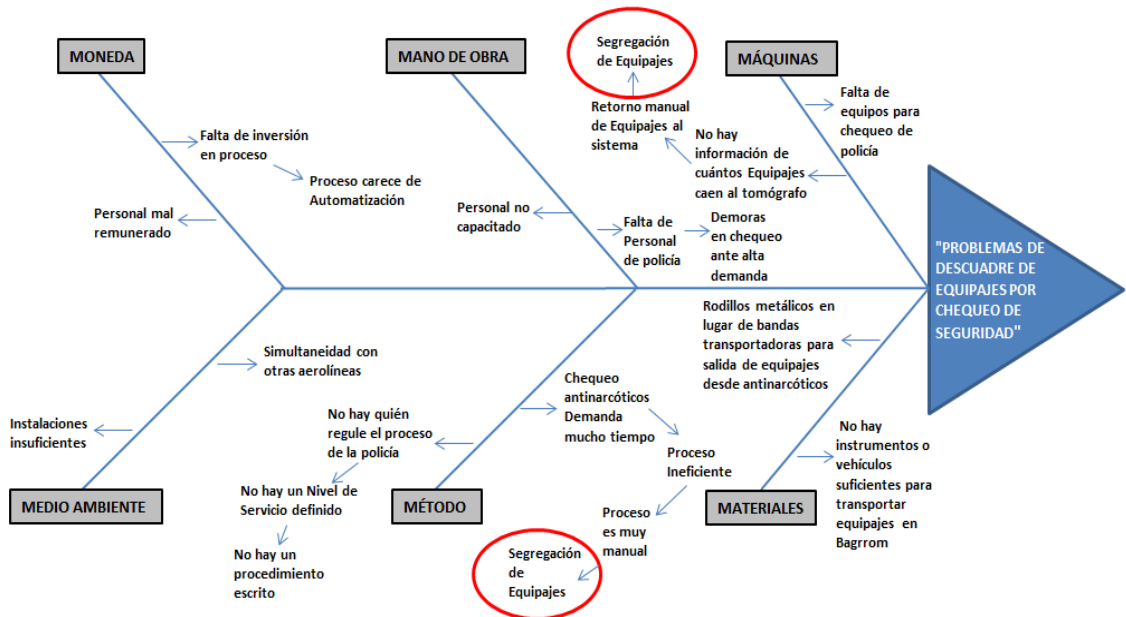 MONEDA
MANO DE OBRA
Segregación
de Equipajes
MÁQUINAS
Falta de
equipos para
chequeo de
policía
Retorno manual
de Equipajes al
sistema
No hay
información de
cuántos Equipajes
caen al tomógrafo
Falta de inversión
en proceso
Proceso carece de
Automatización
Personal mal
remunerado
Personal no
capacitado
Falta de
Personal
de policía
Demoras
en chequeo
ante alta
demanda
"PROBLEMAS DE
DESCUADRE DE
EQUIPAJES POR
CHEQUEO DE
SEGURIDAD"
Rodillos metálicos en
lugar de bandas
transportadoras para
salida de equipajes
desde antinarcóticos
Simultaneidad con
otras aerolíneas
Chequeo
antinarcóticos
Demanda
mucho tiempo
Instalaciones
insuficientes
No hay quién
regule el proceso
de la policía
No hay
instrumentos o
vehículos
suficientes para
transportar
equipajes en
Bagrrom
Proceso
Ineficiente
MEDIO AMBIENTE
No hay un Nivel de
Servicio definido
MÉTODO
MATERIALES
Proceso
es muy
manual
No hay un
procedimiento
escrito
Segregación
de
Equipajes